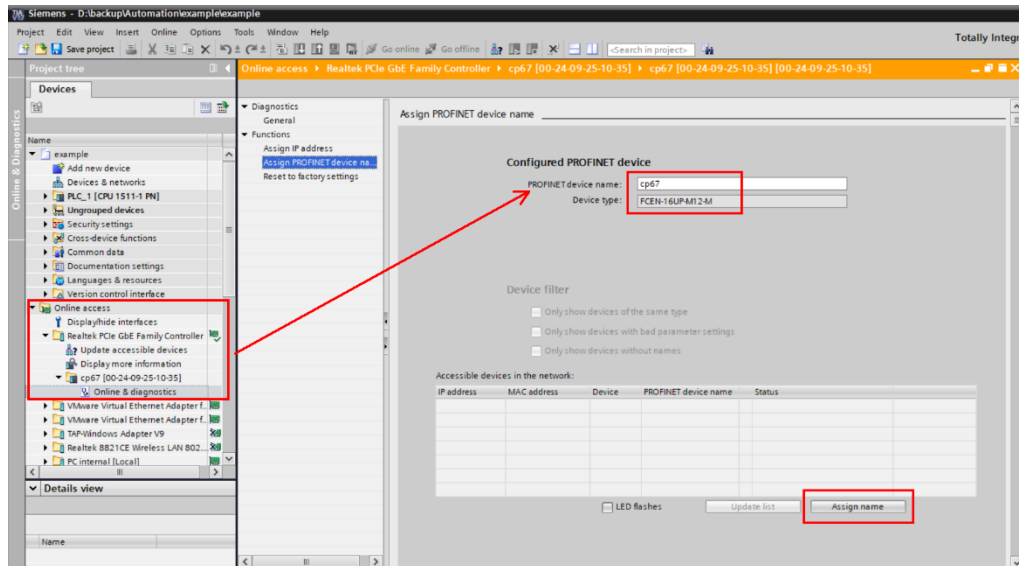 Siemens - D:\backup\Automation\example\example
Project Edit View Insert Online Options Tools Window Help
Save project
Go online
Go offline
<Search in project>
Totally Integr
Project tree
Online access ▸ Realtek PCIe GbE Family Controller ▸ cp67 [00-24-09-25-10-35] ▸ cp67 [00-24-09-25-10-35] [00-24-09-25-10-35]
Devices
Online & Diagnostics
Name
example
Add new device
Devices & networks
PLC_1 [CPU 1511-1 PN]
Ungrouped devices
Security settings
Cross-device functions
Common data
Documentation settings
Languages & resources
Version control interface
Online access
Display/hide interfaces
Realtek PCIe GbE Family Controller
Update accessible devices
Display more information
cp67 [00-24-09-25-10-35]
Online & diagnostics
VMware Virtual Ethernet Adapter f..
VMware Virtual Ethernet Adapter f..
TAP-Windows Adapter V9
Realtek 8821CE Wireless LAN 802....
PC internal [Local]
Details view
Name
Diagnostics
General
Functions
Assign IP address
Assign PROFINET device na...
Reset to factory settings
Assign PROFINET device name
Configured PROFINET device
PROFINET device name: cp67
Device type: FCEN-16UP-M12-M
Device filter
Only show devices of the same type
Only show devices with bad parameter settings
Only show devices without names
Accessible devices in the network:
IP address MAC address Device PROFINET device name Status
LED flashes
Update list
Assign name